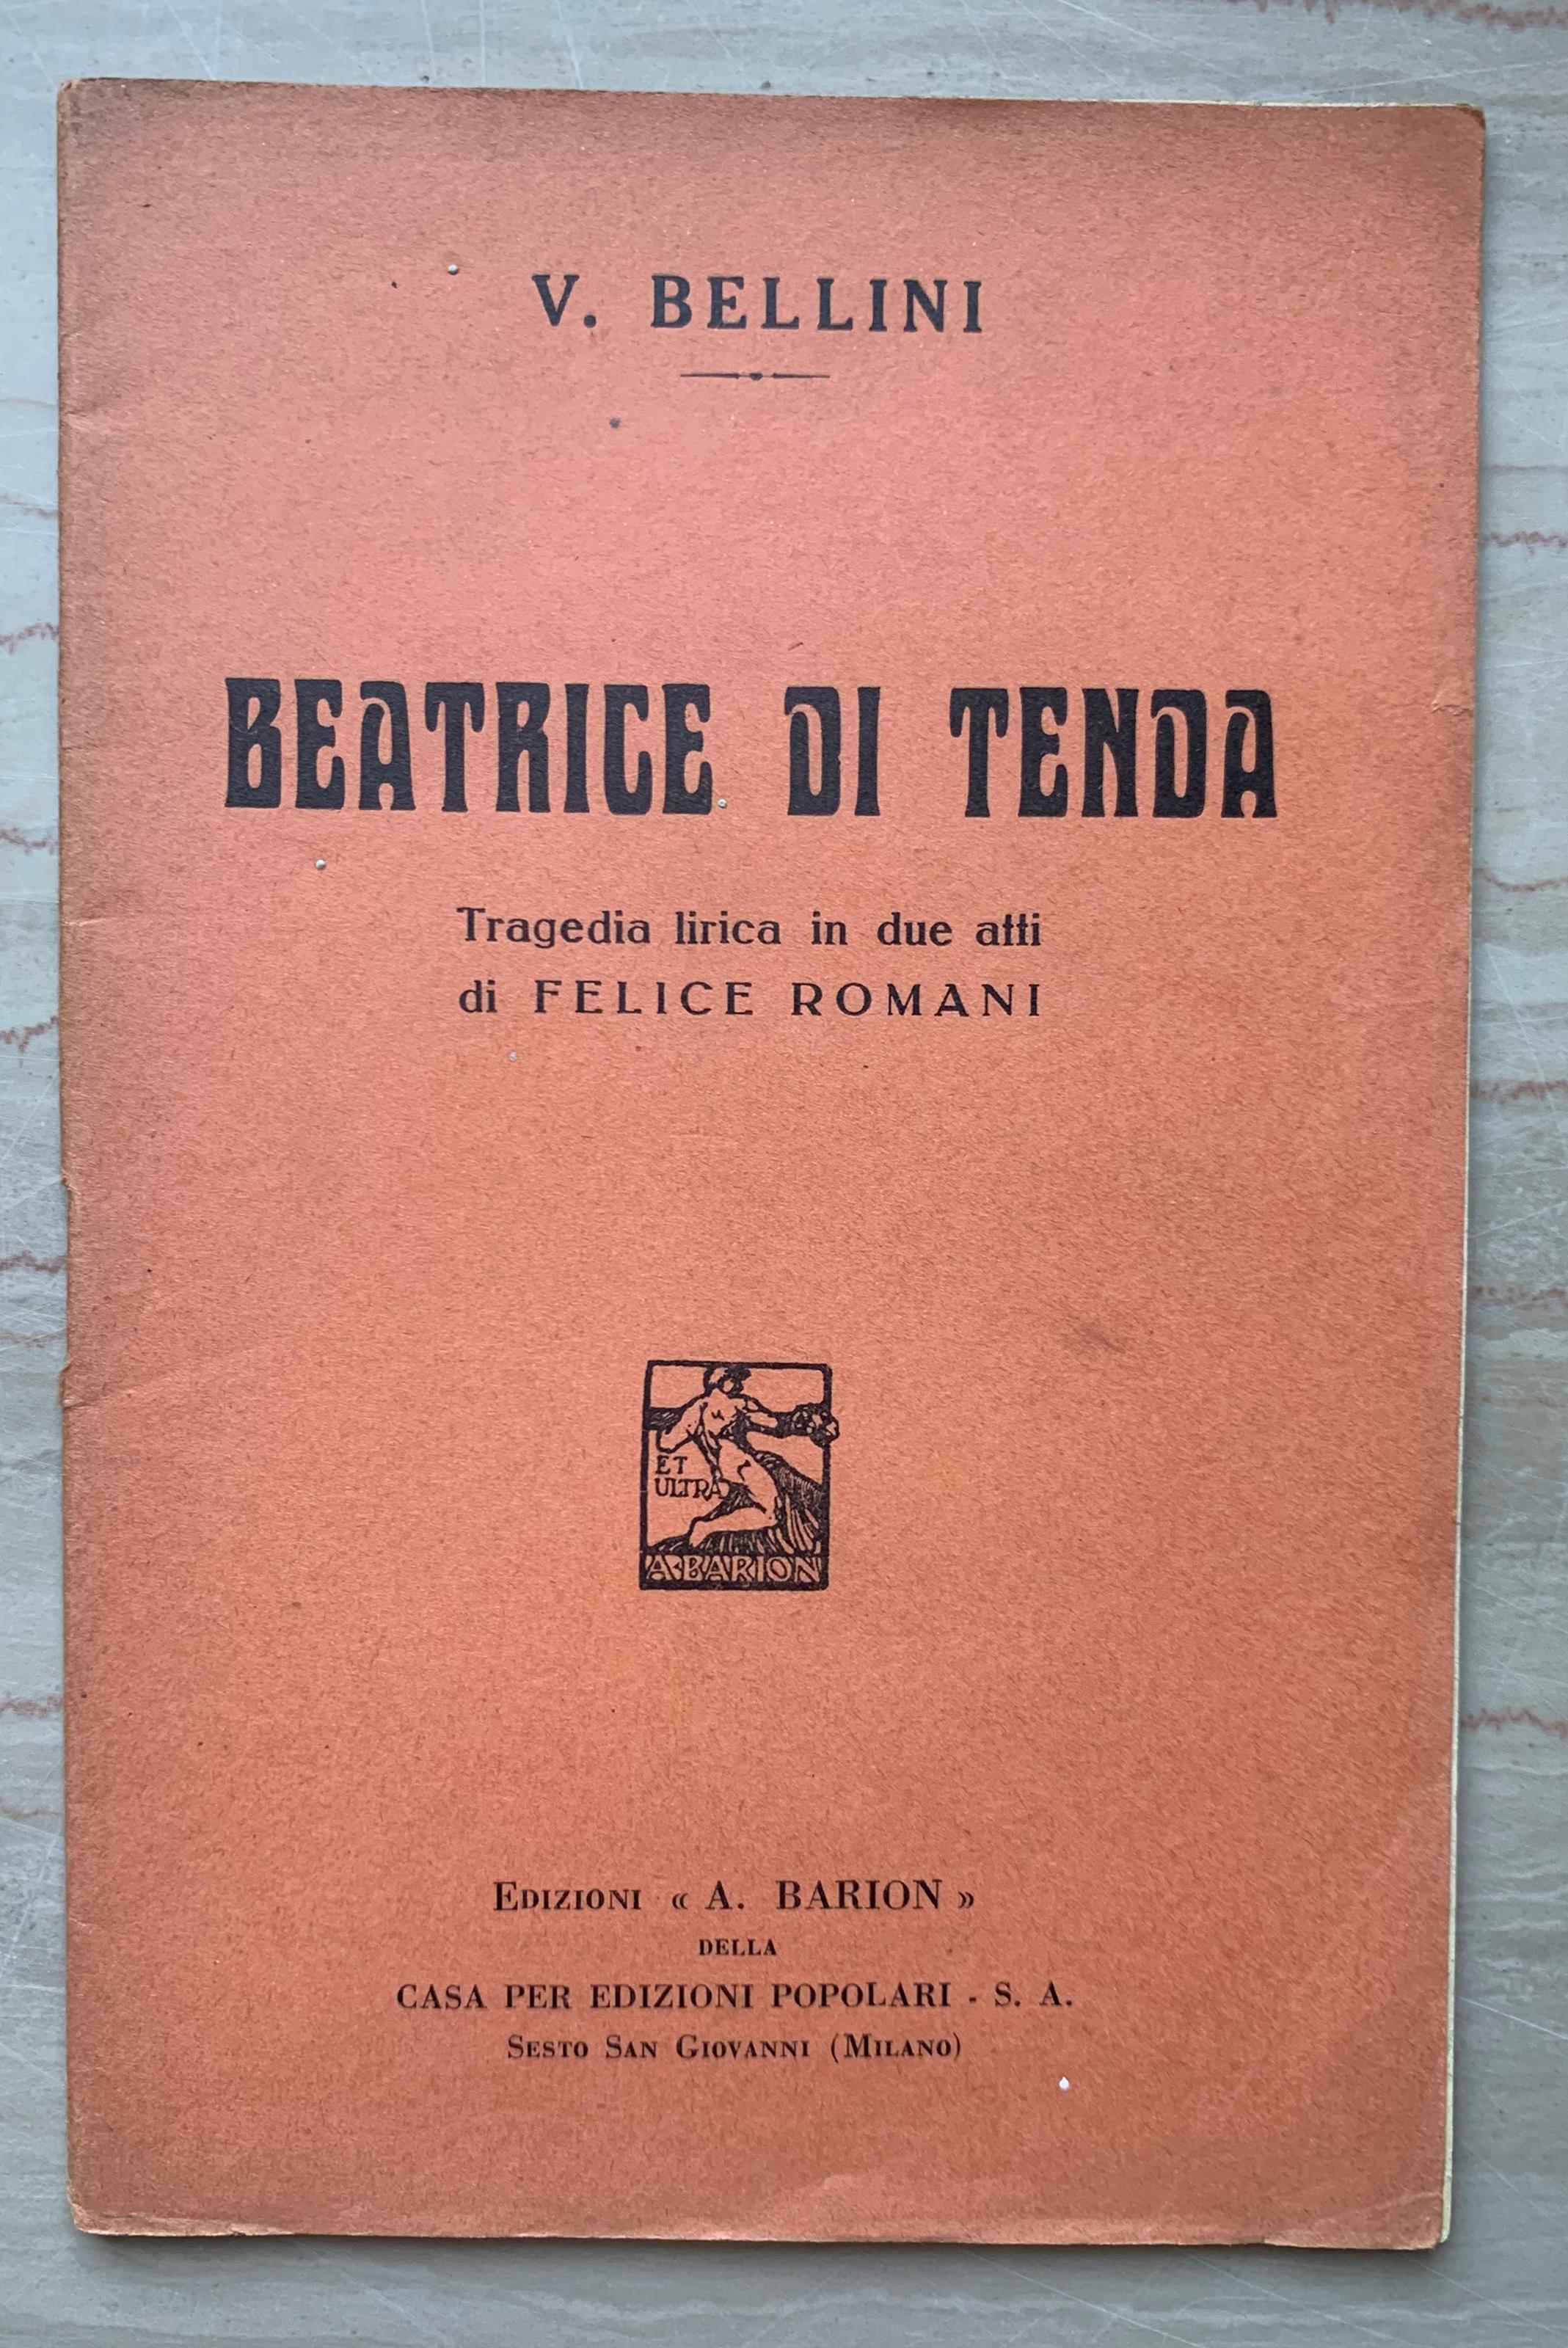 V. BELLINI
BEATRICE DI TENDA
Tragedia lirica in due atti
di FELICE ROMANI
ET
ULTRA
A·BARION
EDIZIONI « A. BARION »
DELLA
CASA PER EDIZIONI POPOLARI - S. A.
SESTO SAN GIOVANNI (MILANO)